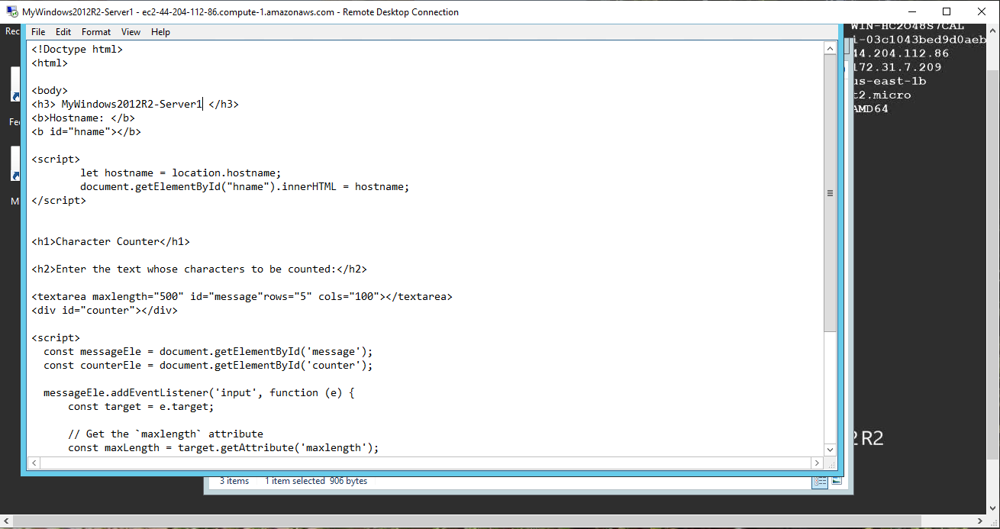 MyWindows2012R2-Server1 - ec2-44-204-112-86.compute-1.amazonaws.com - Remote Desktop Connection
Rec
File Edit Format View Help
<!Doctype html>
<html>
<body>
<h3> MyWindows2012R2-Server1 </h3>
<b>Hostname: </b>
<b id="hname"></b>
<script>
let hostname = location.hostname;
document.getElementById("hname").innerHTML = hostname;
</script>
<h1>Character Counter</h1>
<h2>Enter the text whose characters to be counted:</h2>
<textarea maxlength="500" id="message"rows="5" cols="100"></textarea>
<div id="counter"></div>
<script>
const messageEle = document.getElementById('message');
const counterEle = document.getElementById('counter');
messageEle.addEventListener('input', function (e) {
const target = e.target;
// Get the `maxlength` attribute
const maxLength = target.getAttribute('maxlength');
Fee
M
WIN-HC2O48S7CAL
i-03c1043bed9d0aeb
44.204.112.86
172.31.7.209
us-east-1b
t2.micro
AMD64
2 R2
3 items 1 item selected 906 bytes